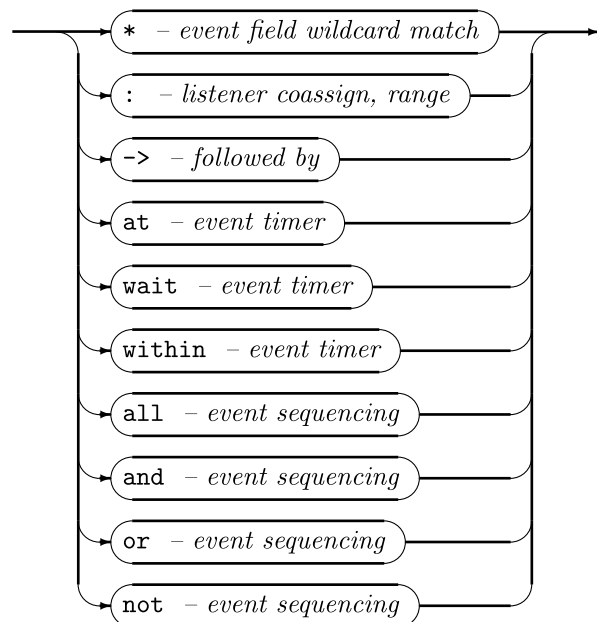 * – event field wildcard match
: – listener coassign, range
-> – followed by
at – event timer
wait – event timer
within – event timer
all – event sequencing
and – event sequencing
or – event sequencing
not – event sequencing